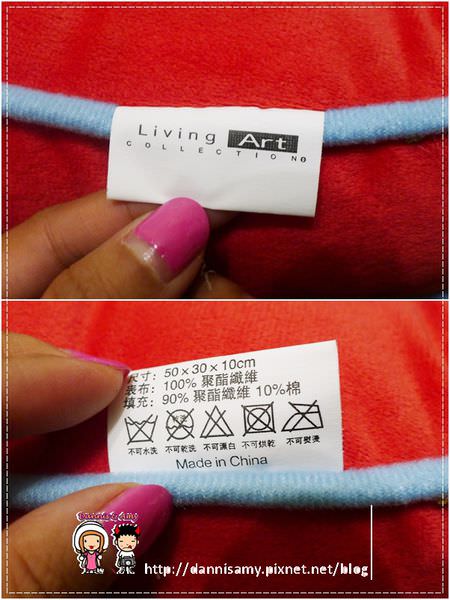 Living Art
COLLECTION
尺寸: 50×30×10cm
表布: 100% 聚酯纖維
填充: 90% 聚酯纖維 10%棉
不可水洗 不可乾洗 不可漂白 不可烘乾 不可熨燙
Made in China
http://dannisamy.pixnet.net/blog